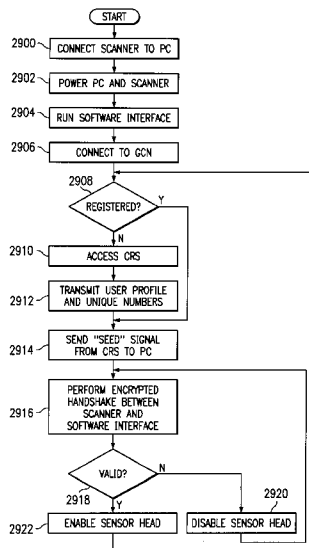 START
2900
CONNECT SCANNER TO PC
2902
POWER PC AND SCANNER
2904
RUN SOFTWARE INTERFACE
2906
CONNECT TO GCN
2908
REGISTERED?
Y
N
2910
ACCESS CRS
2912
TRANSMIT USER PROFILE
AND UNIQUE NUMBERS
2914
SEND "SEED" SIGNAL
FROM CRS TO PC
2916
PERFORM ENCRYPTED
HANDSHAKE BETWEEN
SCANNER AND
SOFTWARE INTERFACE
VALID?
N
2918
Y
2920
DISABLE SENSOR HEAD
2922
ENABLE SENSOR HEAD